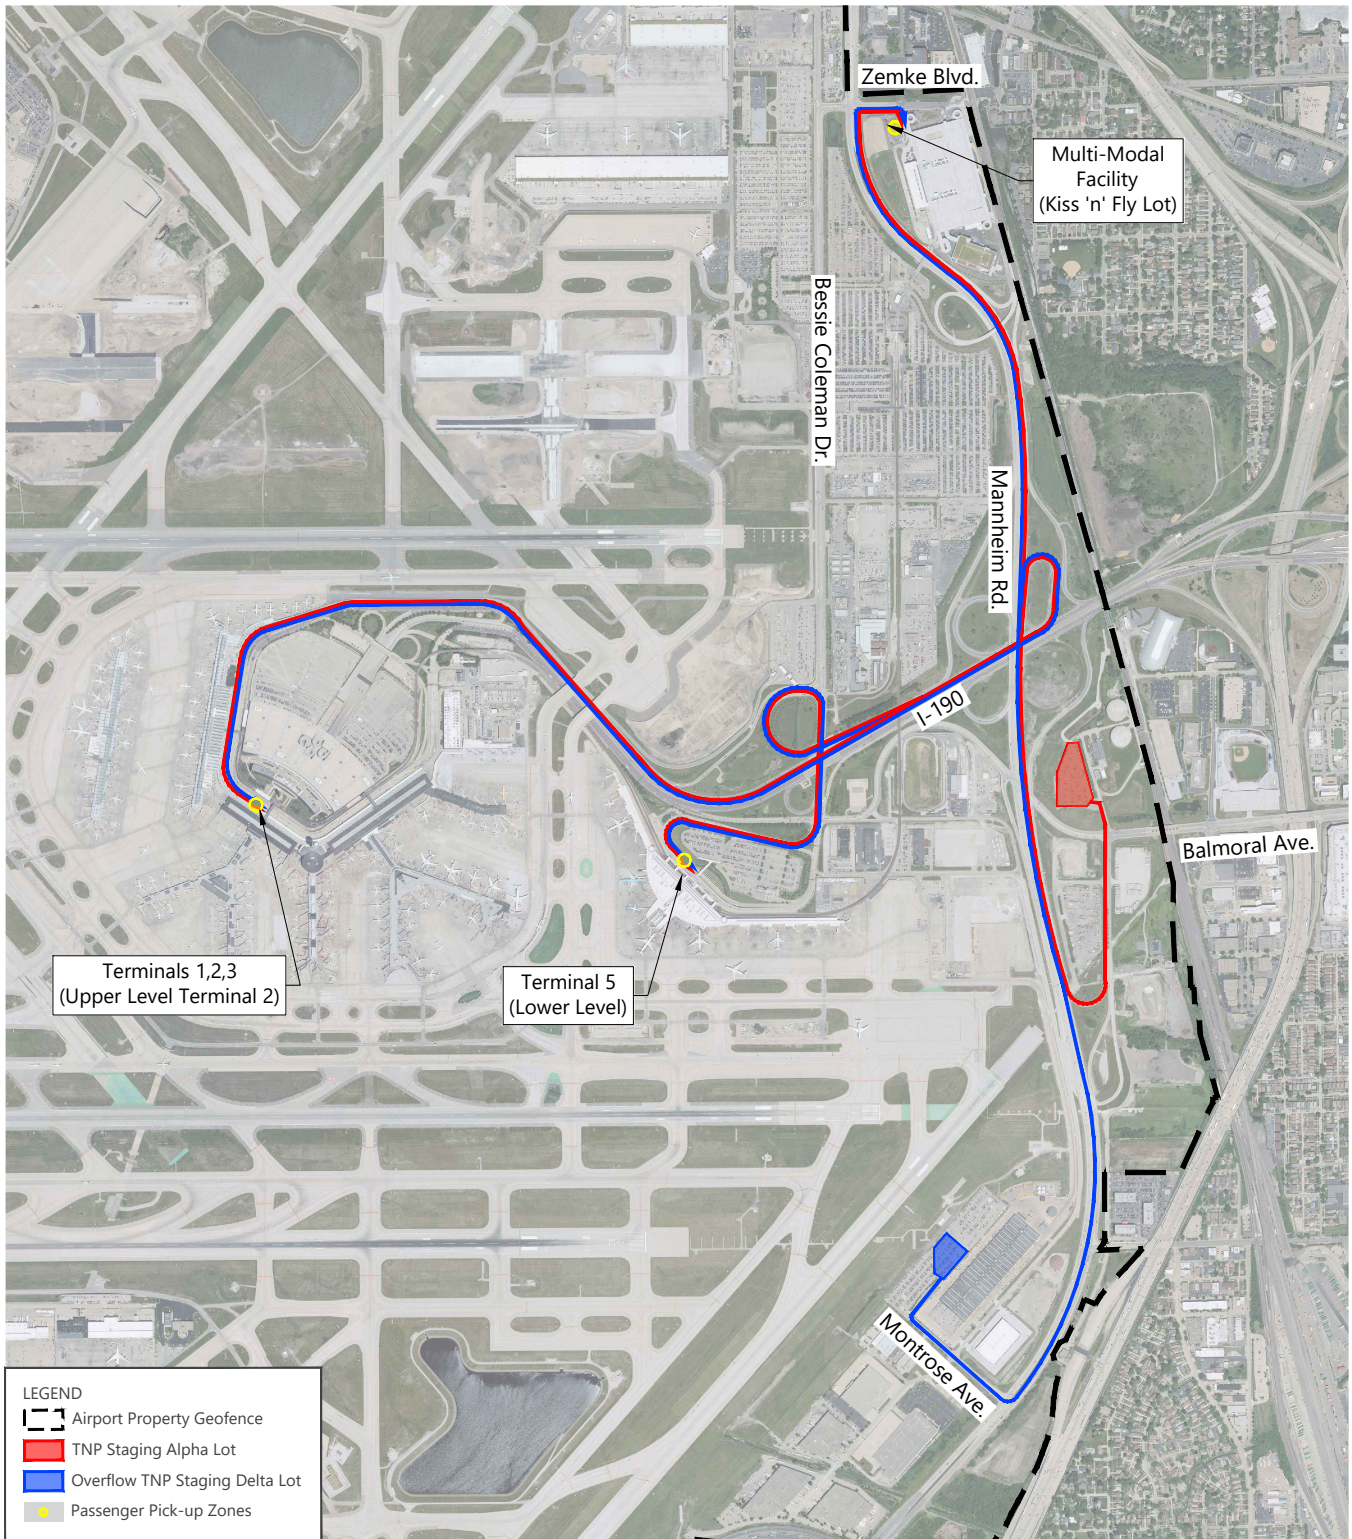 Zemke Blvd.
Multi-Modal
Facility
(Kiss 'n' Fly Lot)
Bessie Coleman Dr.
Mannheim Rd.
I-190
Balmoral Ave.
Terminals 1,2,3
(Upper Level Terminal 2)
Terminal 5
(Lower Level)
Montrose Ave.
LEGEND
Airport Property Geofence
TNP Staging Alpha Lot
Overflow TNP Staging Delta Lot
Passenger Pick-up Zones